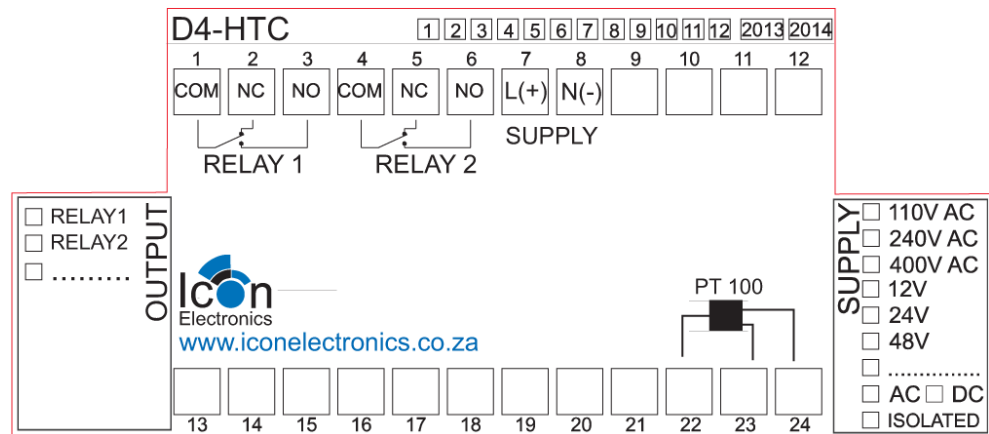 D4-HTC 1 2 3 4 5 6 7 8 9 10 11 12 2013 2014
1 2 3 4 5 6 7 8 9 10 11 12
COM NC NO COM NC NO L(+) N(-)
RELAY 1 RELAY 2 SUPPLY
OUTPUT
RELAY1
RELAY2
.........
SUPPLY
110V AC
240V AC
400V AC
12V
24V
48V
...............
AC DC
ISOLATED
Icon
Electronics
www.iconelectronics.co.za
PT 100
13 14 15 16 17 18 19 20 21 22 23 24